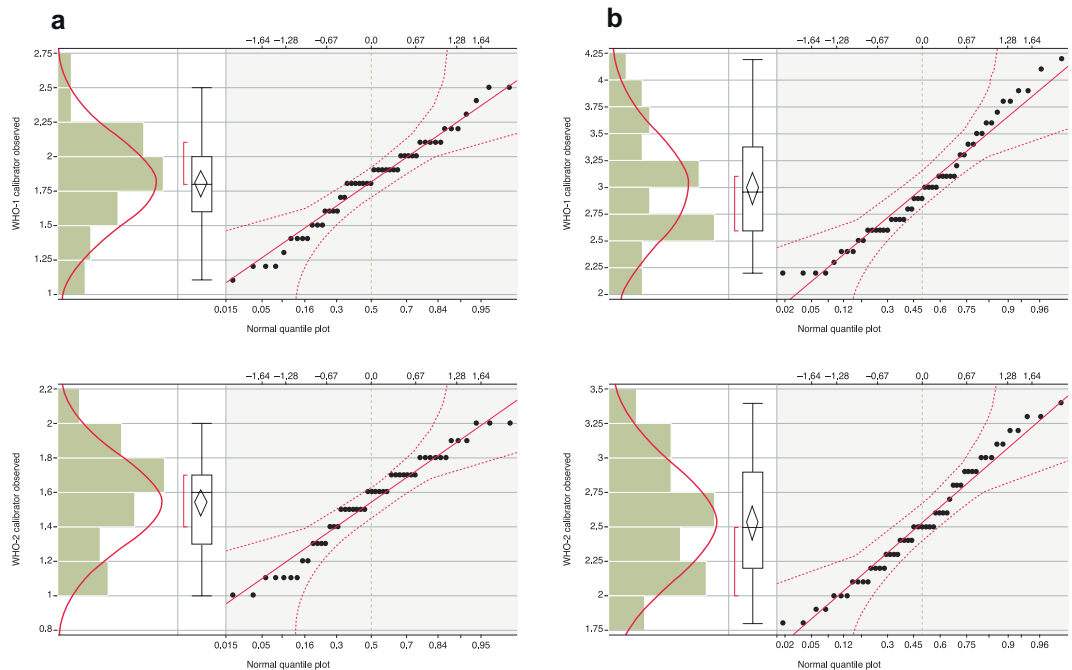 a
−1.64 −1.28 −0.67 0.0 0.67 1.28 1.64
2.75
2.5
2,25
2
1.75
1.5
1.25
1
WHO-1 calibrator observed
0.015 0.05 0.16 0.3 0.5 0.7 0.84 0.95
Normal quantile plot
b
−1.64 −1.28 −0.67 0.0 0,67 1.28 1.64
4.25
4
3.75
3.5
3.25
3
2.75
2.5
2.25
2
WHO-1 calibrator observed
0.02 0.05 0.12 0.3 0.45 0.6 0.75 0.9 0.96
Normal quantile plot
−1.64 −1.28 −0.67 0.0 0.67 1.28 1.64
2.2
2
1.8
1.6
1.4
1.2
1
0.8
WHO-2 calibrator observed
0.015 0.05 0.16 0.3 0.5 0.7 0.84 0.95
Normal quantile plot
−1.64 −1.28 −0.67 0.0 0,67 1.28 1.64
3.5
3.25
3
2.75
2.5
2.25
2
1.75
WHO-2 calibrator observed
0.02 0.05 0.12 0.3 0.45 0.6 0.75 0.9 0.96
Normal quantile plot